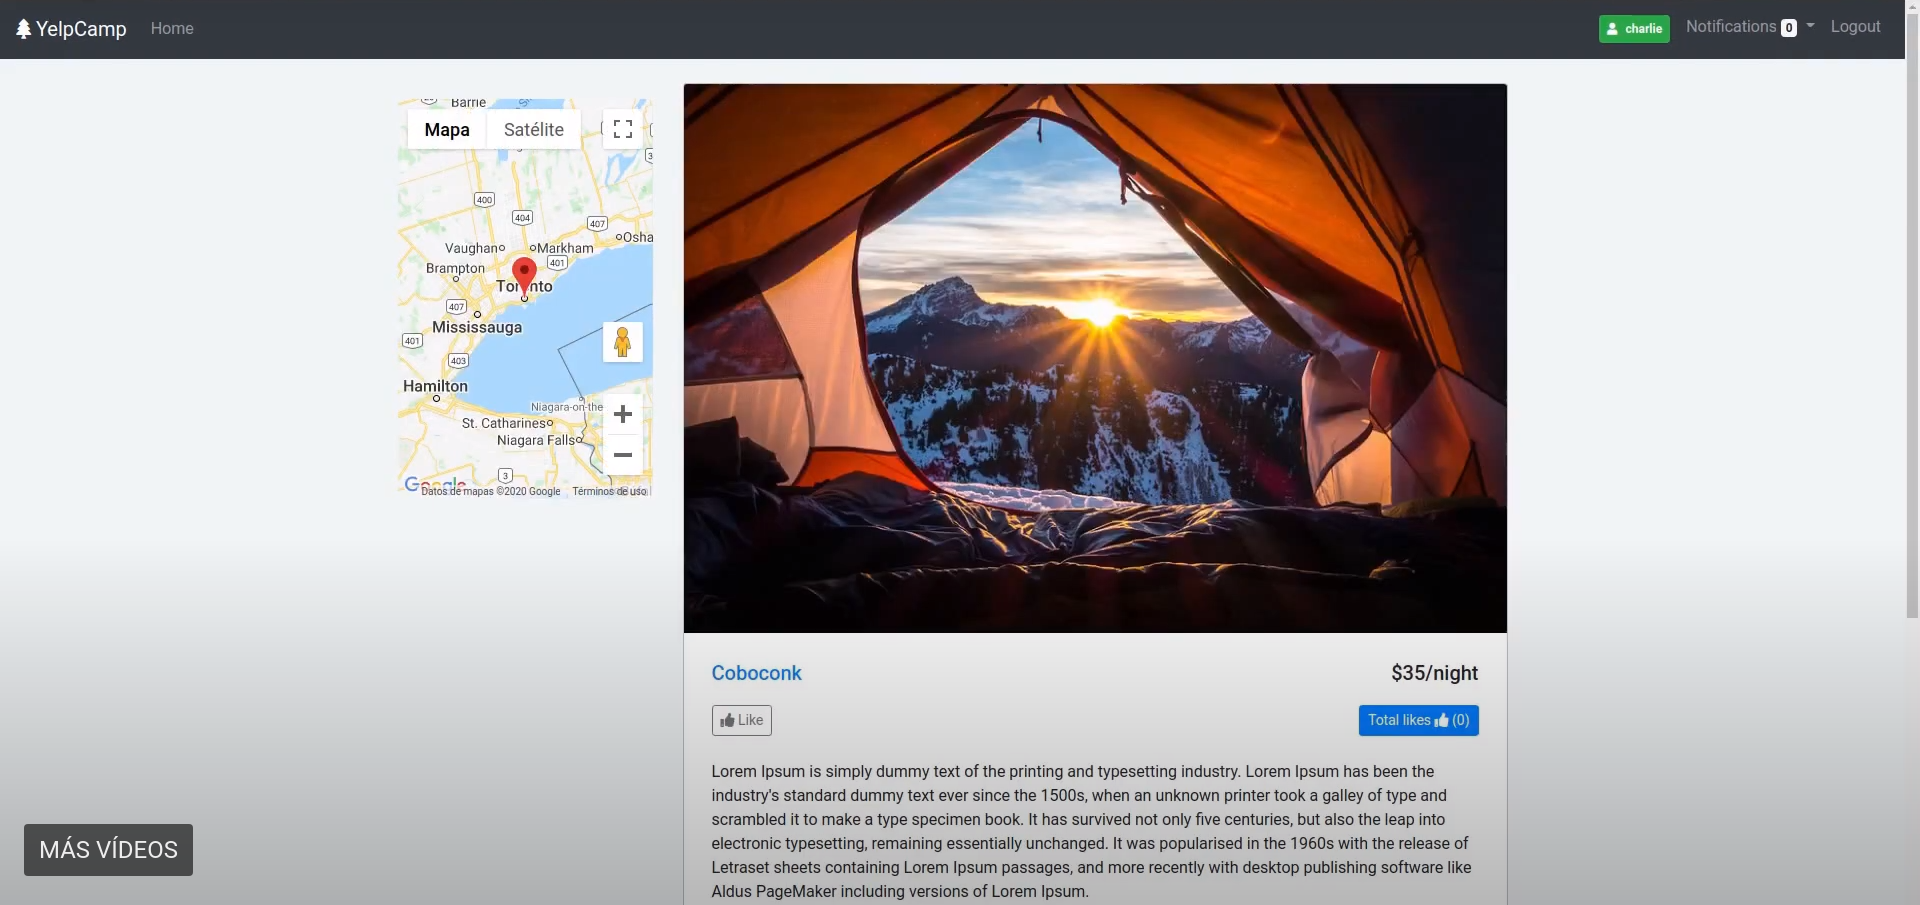 YelpCamp
Home
charlie
Notifications 0
Logout
Barrie
Mapa
Satélite
400
404
407
Osha
Vaughan
Markham
401
Brampton
Toronto
407
Mississauga
401
403
Hamilton
Niagara-on-the
St. Catharines
Niagara Falls
3
Google
Datos de mapas ©2020 Google
Términos de uso
Coboconk
$35/night
Like
Total likes (0)
Lorem Ipsum is simply dummy text of the printing and typesetting industry. Lorem Ipsum has been the
industry's standard dummy text ever since the 1500s, when an unknown printer took a galley of type and
scrambled it to make a type specimen book. It has survived not only five centuries, but also the leap into
electronic typesetting, remaining essentially unchanged. It was popularised in the 1960s with the release of
Letraset sheets containing Lorem Ipsum passages, and more recently with desktop publishing software like
Aldus PageMaker including versions of Lorem Ipsum.
MÁS VÍDEOS